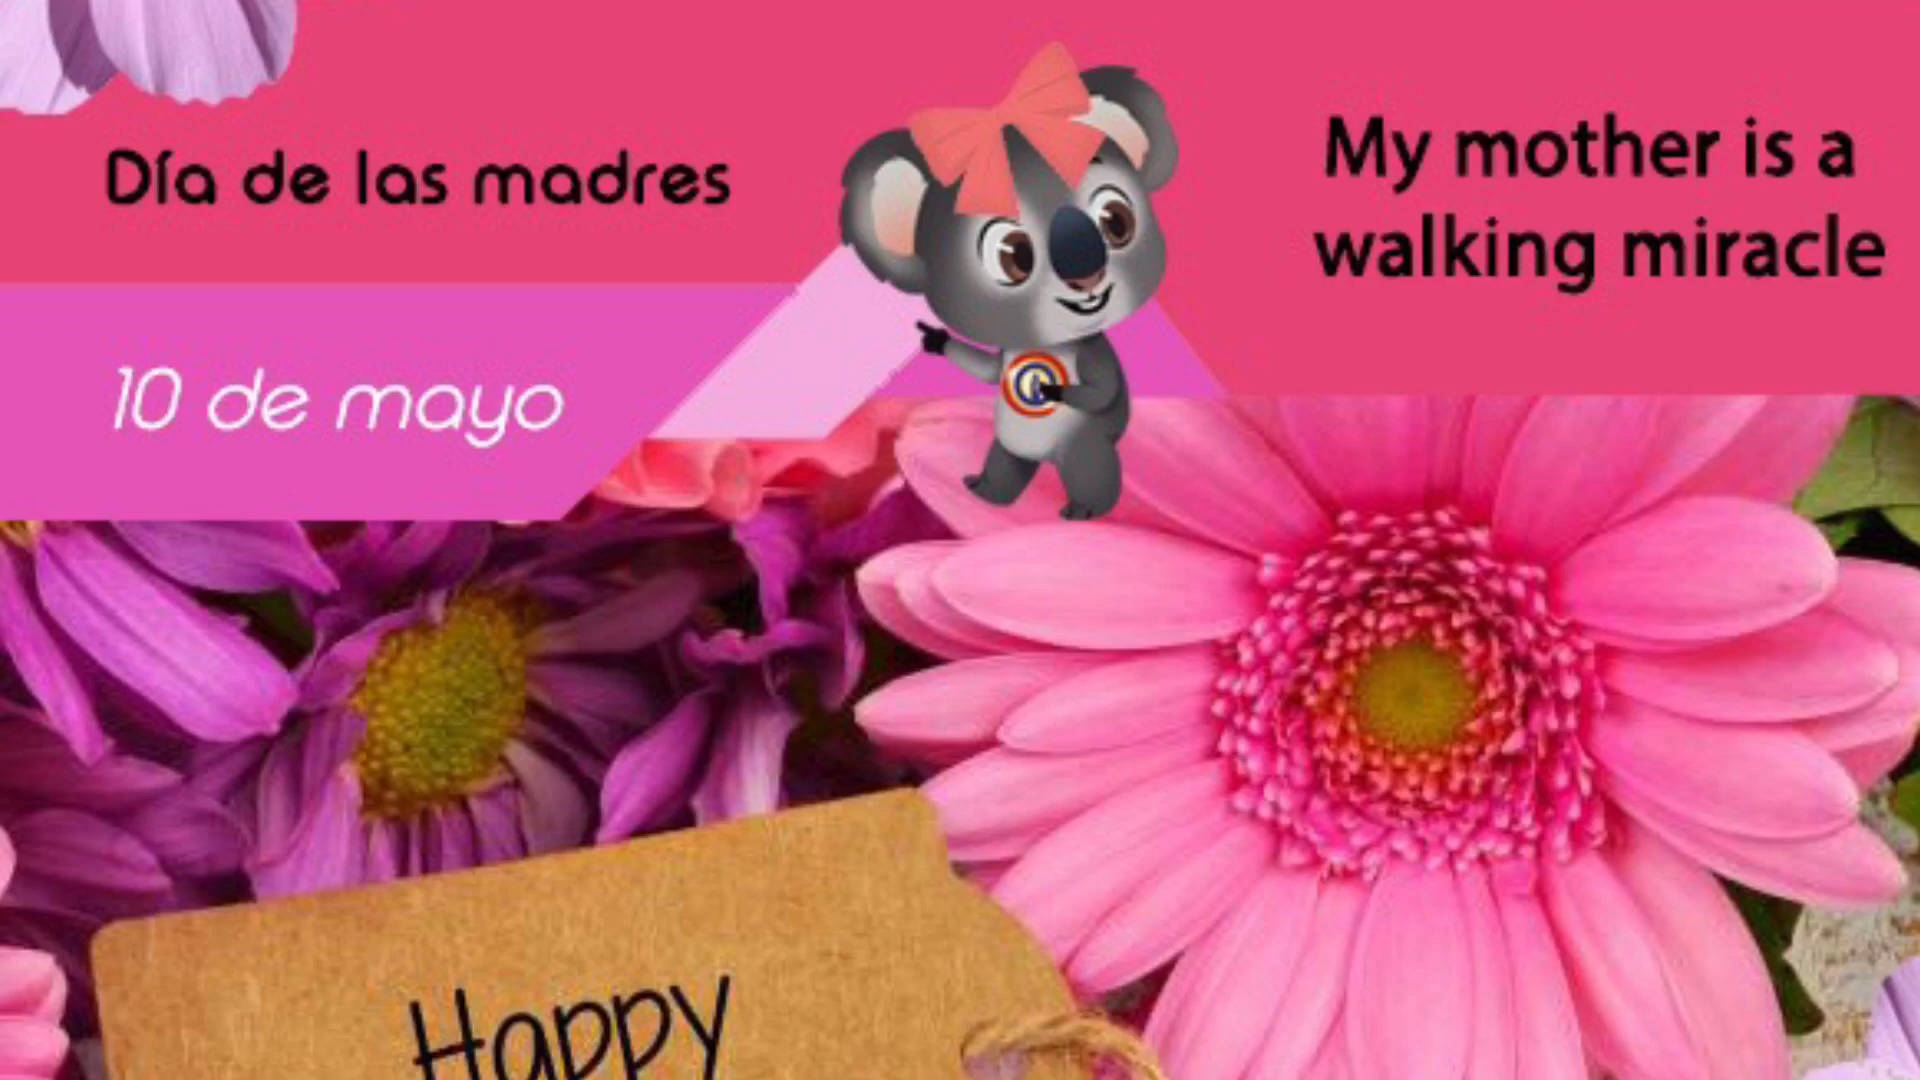 Día de las madres
10 de mayo
My mother is a
walking miracle
Happy